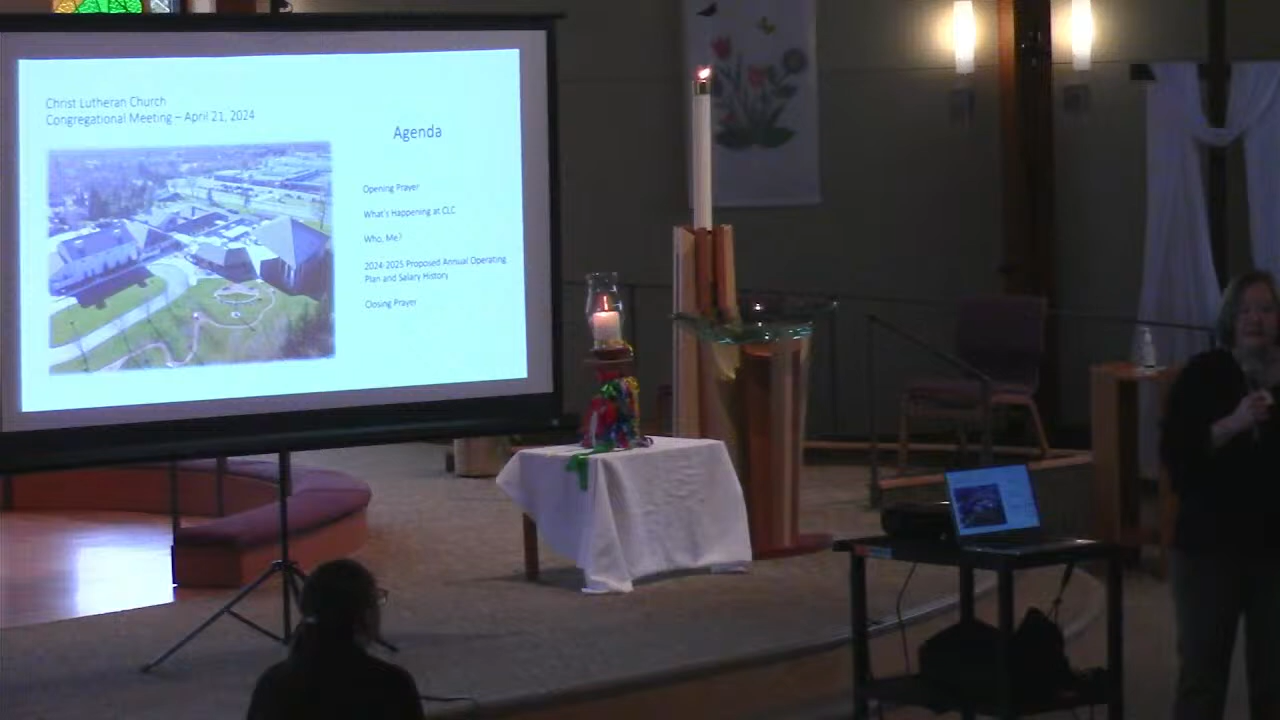 Christ Lutheran Church
Congregational Meeting – April 21, 2024
Agenda
Opening Prayer
What's Happening at CLC
Who, Me?
2024-2025 Proposed Annual Operating
Plan and Salary History
Closing Prayer